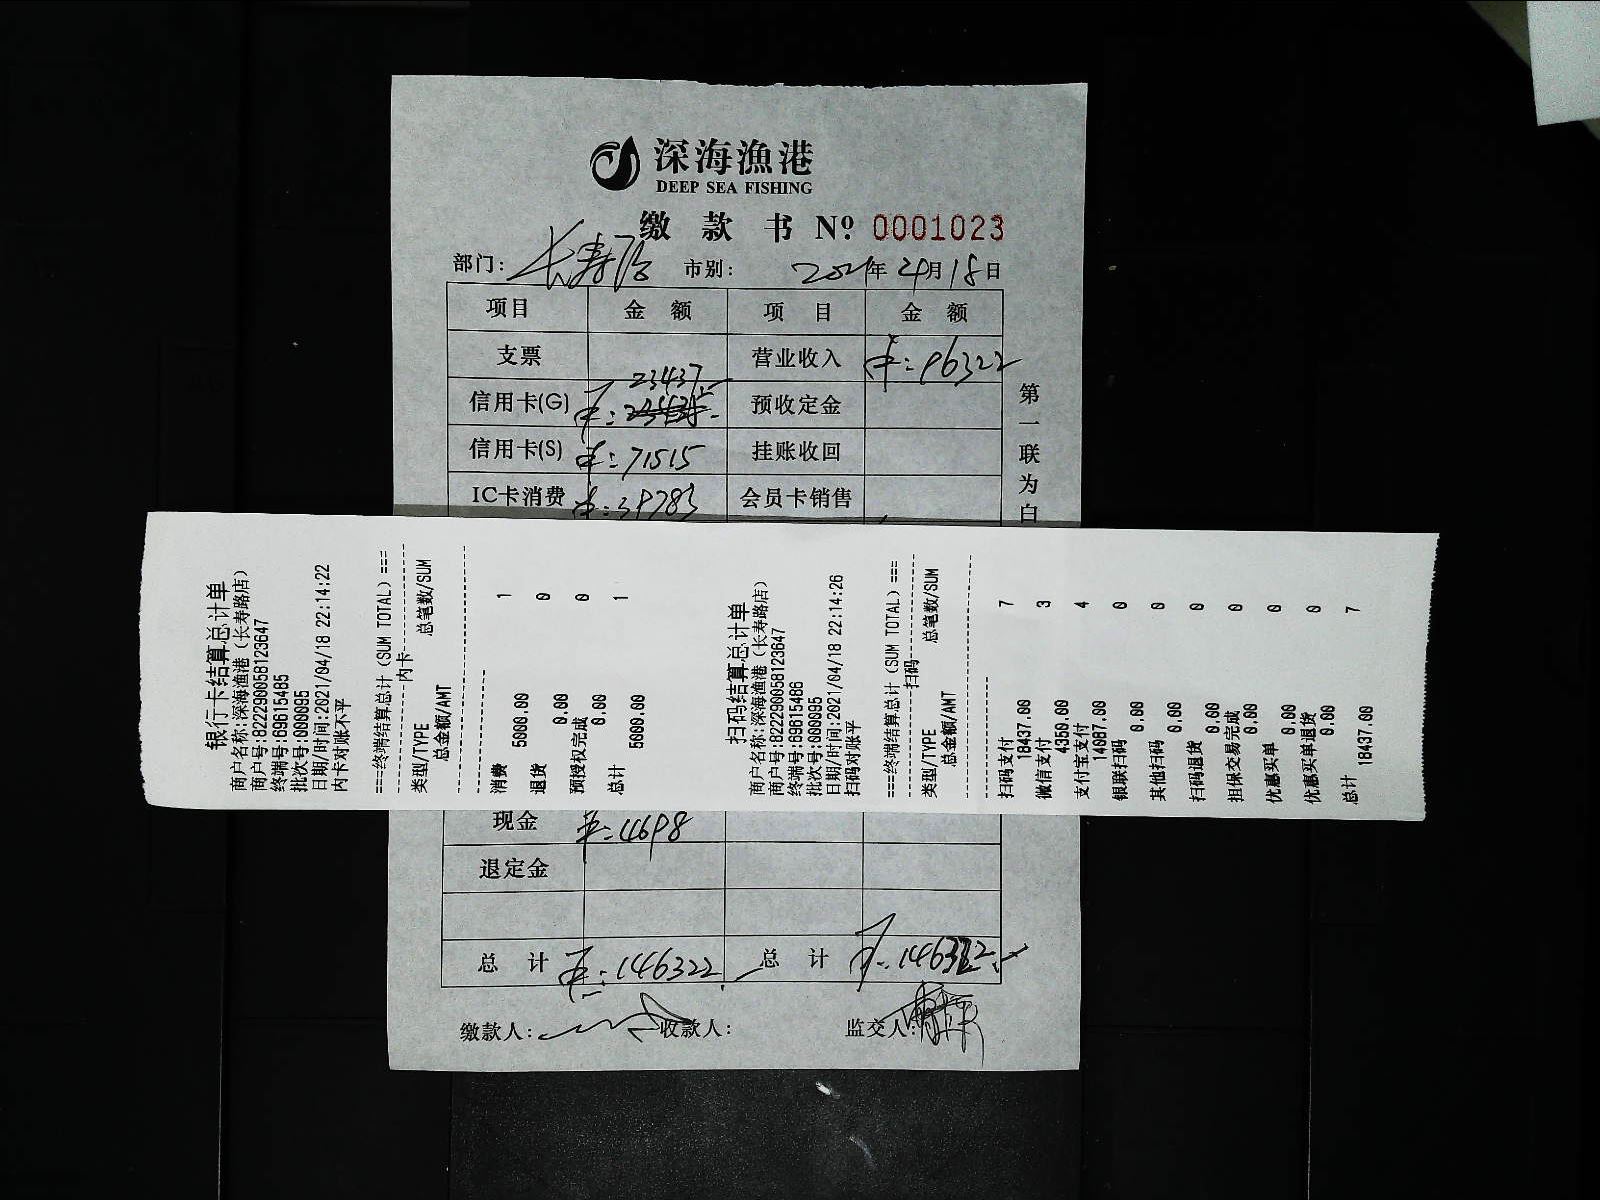 深海漁港
DEEP SEA FISHING
缴款书 Nº 0001023
部门: 长寿店 市别: 2021年4月18日
项目 金额 项目 金额
支票 营业收入 ¥:96322
23437
信用卡(G) 预收定金
信用卡(S) ¥:71515 挂账收回
IC卡消费 ¥:39783 会员卡销售
现金 ¥:4698
退定金
总计 ¥:146322 总计 ¥:146322
缴款人: 收款人: 监交人:
第一联为白
银行卡结算总计单
商户名称:深海渔港(长寿路店)
商户号:822290058123647
终端号:69615485
批次号:000095
日期/时间:2021/04/18 22:14:22
内卡对账不平
===终端结算总计(SUM TOTAL)===
内卡
类型/TYPE 总笔数/SUM
总金额/AMT
消费 1
5000.00
退货 0
0.00
预授权完成 0
0.00
总计 1
5000.00
扫码结算总计单
商户名称:深海渔港(长寿路店)
商户号:822290058123647
终端号:69615486
批次号:000095
日期/时间:2021/04/18 22:14:26
扫码对账平
===终端结算总计(SUM TOTAL)===
扫码
类型/TYPE 总笔数/SUM
总金额/AMT
扫码支付 7
18437.00
微信支付 3
4350.00
支付宝支付 4
14087.00
银联扫码 0
0.00
其他扫码 0
0.00
扫码退货 0
0.00
担保交易完成 0
0.00
优惠买单 0
0.00
优惠买单退货 0
0.00
总计 7
18437.00